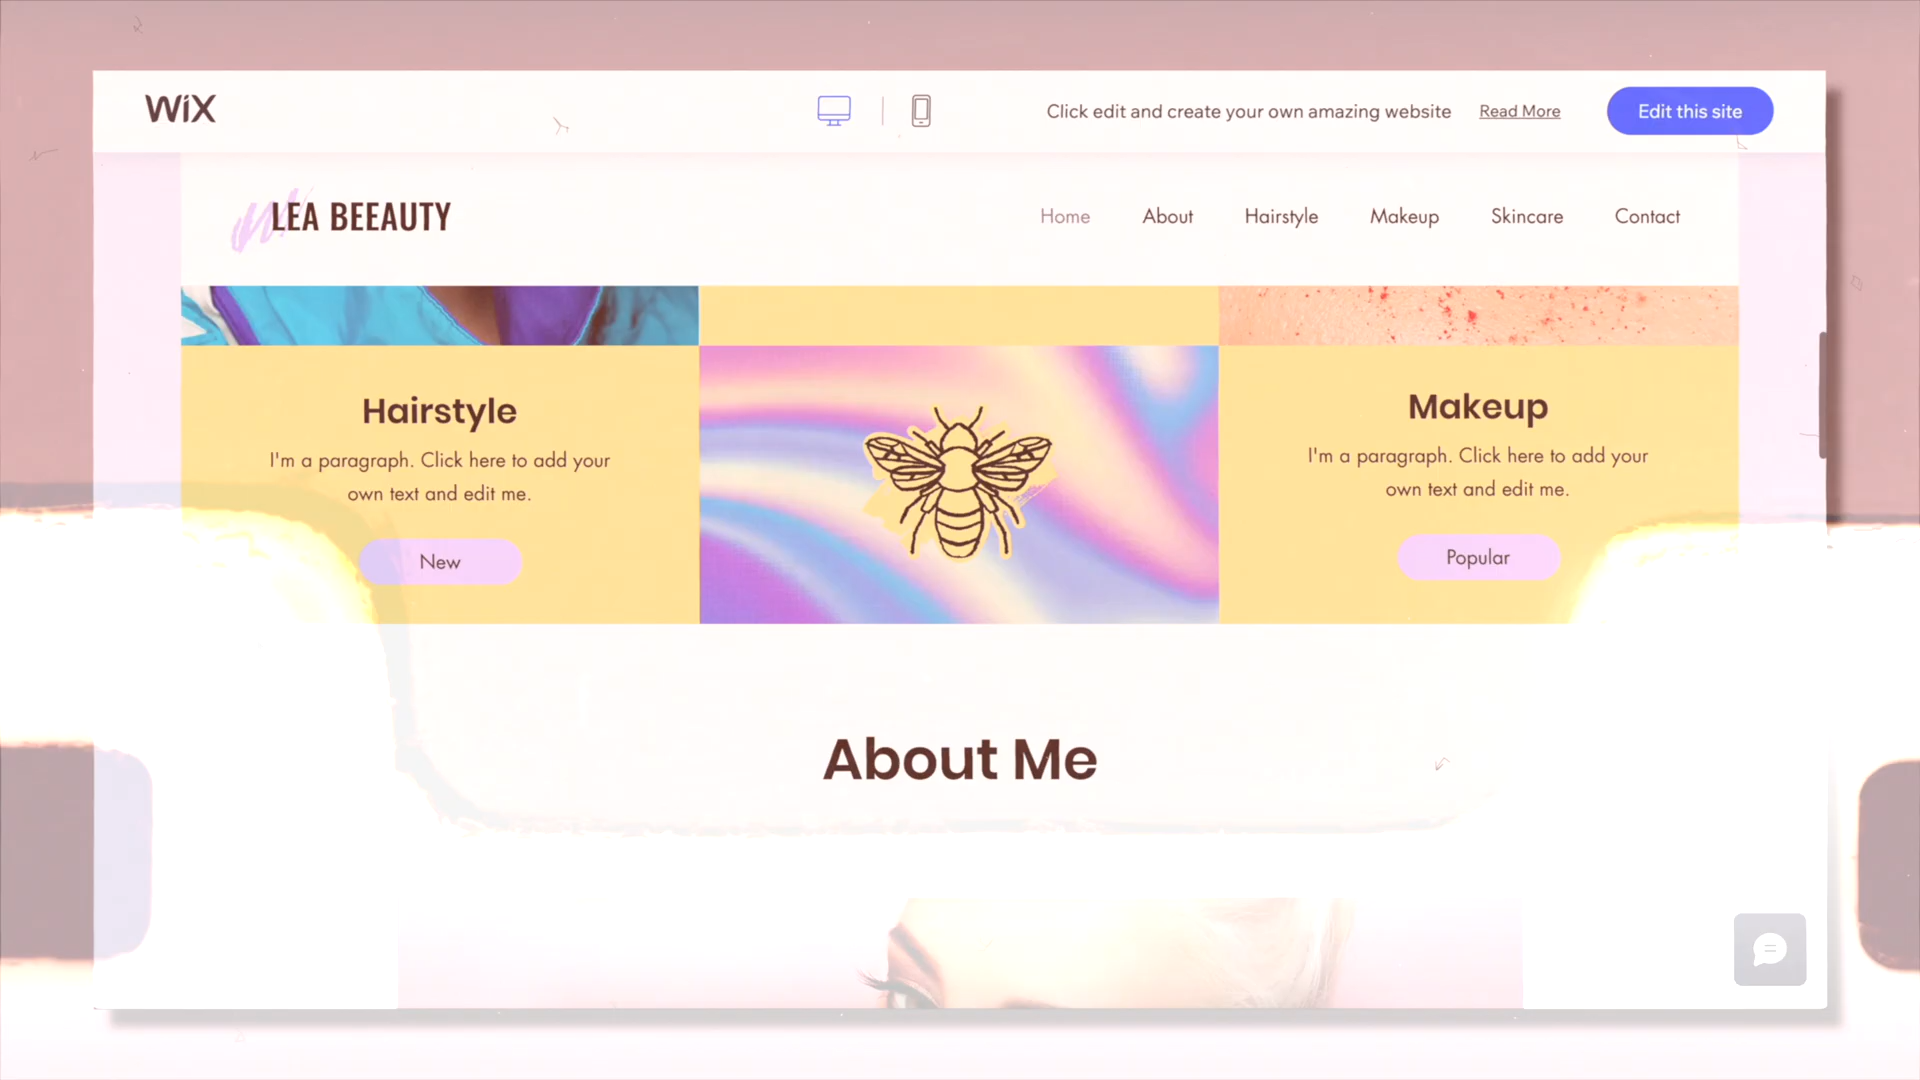 WiX
Click edit and create your own amazing website Read More Edit this site
LEA BEEAUTY
Home About Hairstyle Makeup Skincare Contact
Hairstyle
I'm a paragraph. Click here to add your
own text and edit me.
New
Makeup
I'm a paragraph. Click here to add your
own text and edit me.
Popular
About Me